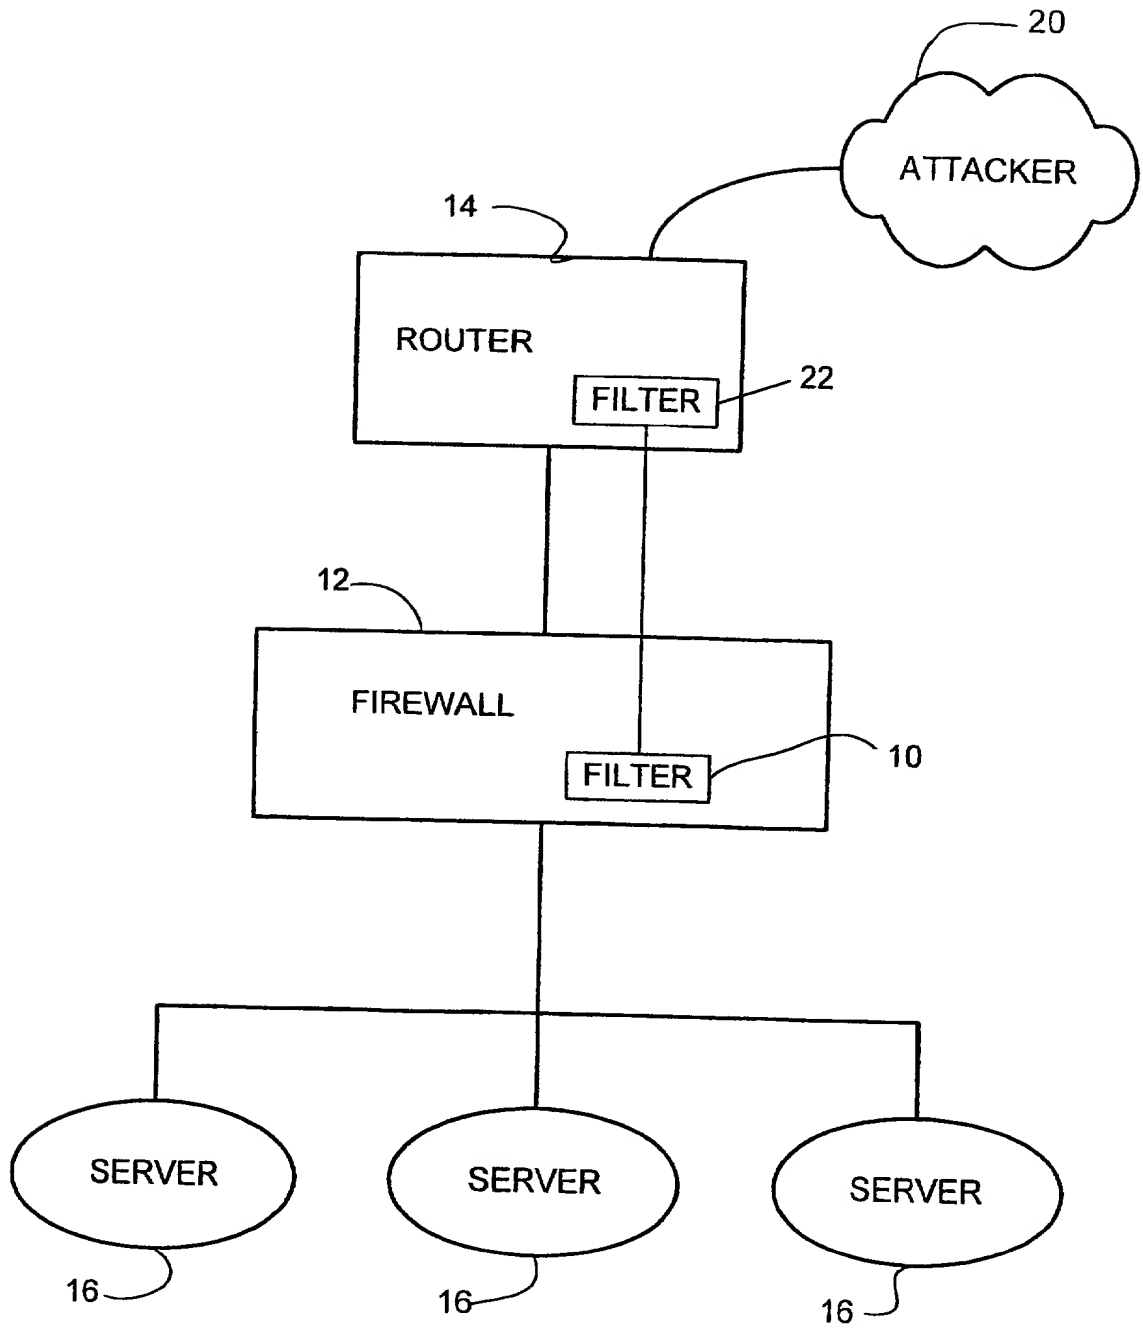 20
ATTACKER
14
ROUTER
FILTER
22
12
FIREWALL
FILTER
10
SERVER
SERVER
SERVER
16
16
16